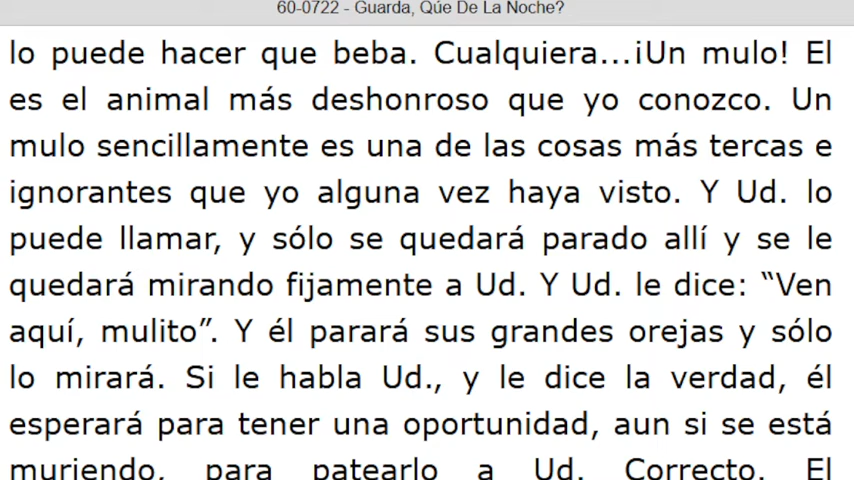 60-0722 - Guarda, Qúe De La Noche?
lo puede hacer que beba. Cualquiera...¡Un mulo! El
es el animal más deshonroso que yo conozco. Un
mulo sencillamente es una de las cosas más tercas e
ignorantes que yo alguna vez haya visto. Y Ud. lo
puede llamar, y sólo se quedará parado allí y se le
quedará mirando fijamente a Ud. Y Ud. le dice: “Ven
aquí, mulito”. Y él parará sus grandes orejas y sólo
lo mirará. Si le habla Ud., y le dice la verdad, él
esperará para tener una oportunidad, aun si se está
muriendo, para patearlo a Ud. Correcto. El